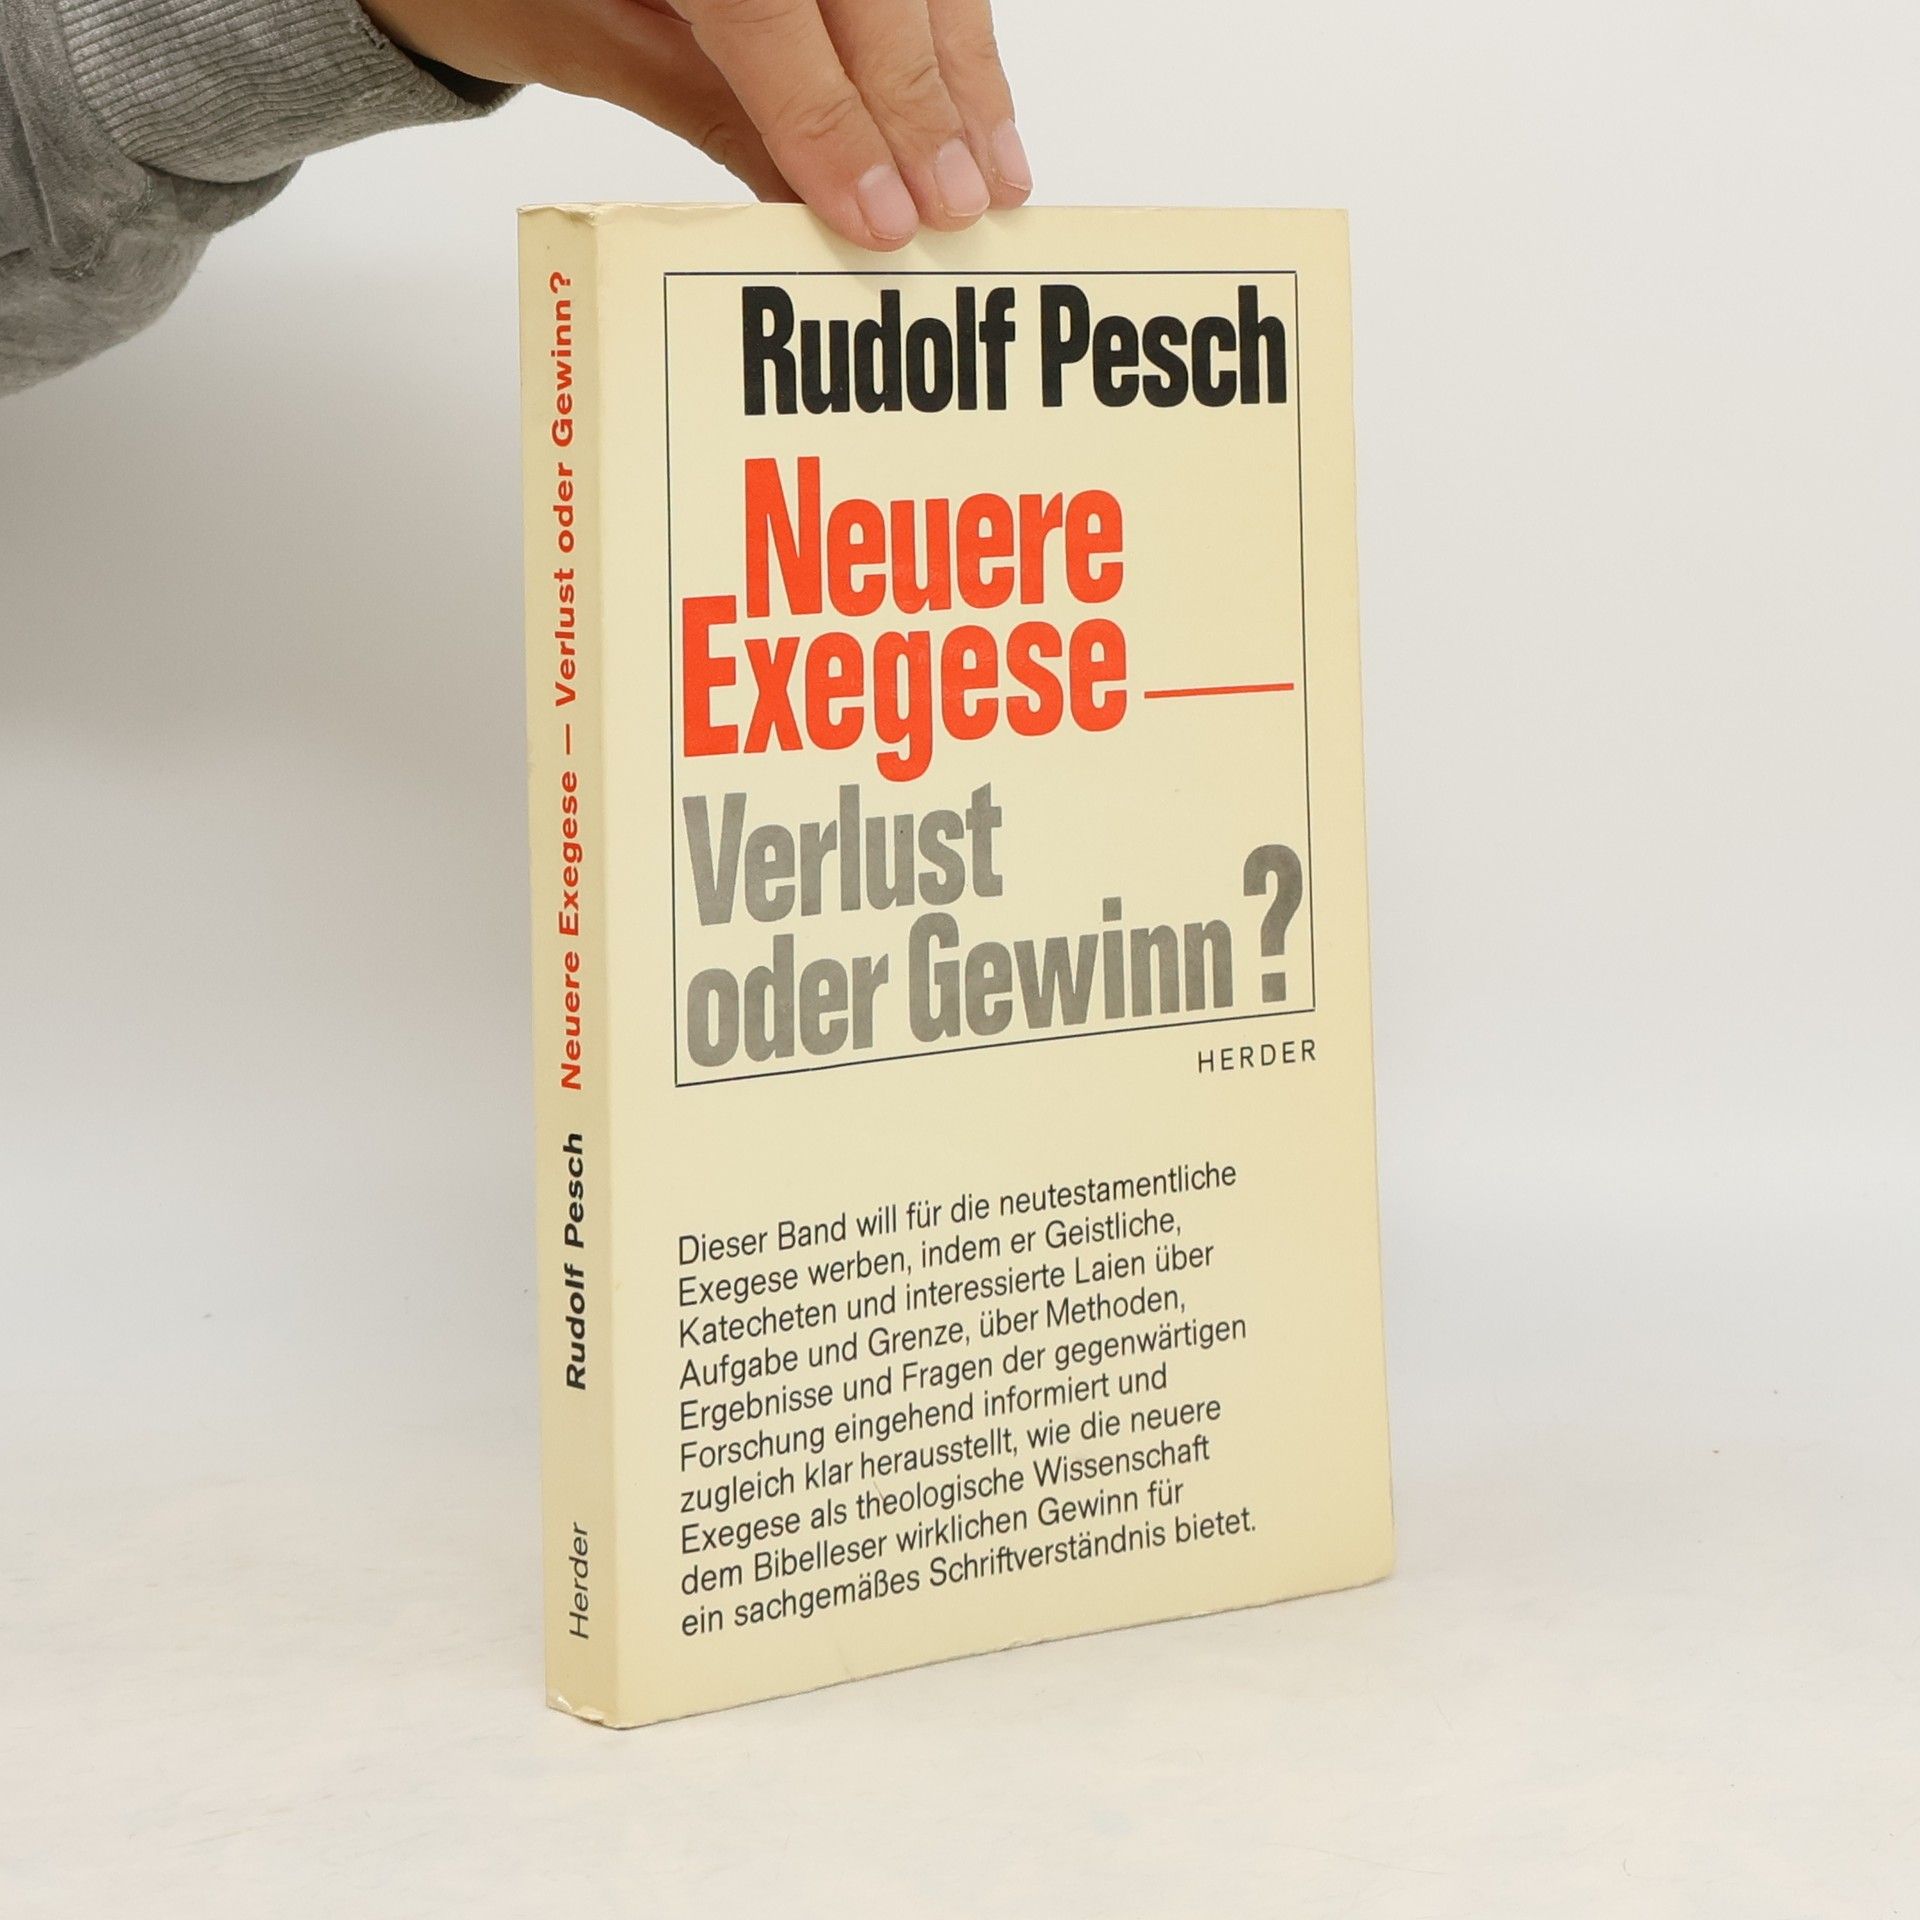 Rudolf Pesch
Neuere
Exegese —
Verlust
oder Gewinn?
HERDER
Dieser Band will für die neutestamentliche
Exegese werben, indem er Geistliche,
Katecheten und interessierte Laien über
Aufgabe und Grenze, über Methoden,
Ergebnisse und Fragen der gegenwärtigen
Forschung eingehend informiert und
zugleich klar herausstellt, wie die neuere
Exegese als theologische Wissenschaft
dem Bibelleser wirklichen Gewinn für
ein sachgemäßes Schriftverständnis bietet.
Herder Rudolf Pesch Neuere Exegese — Verlust oder Gewinn?